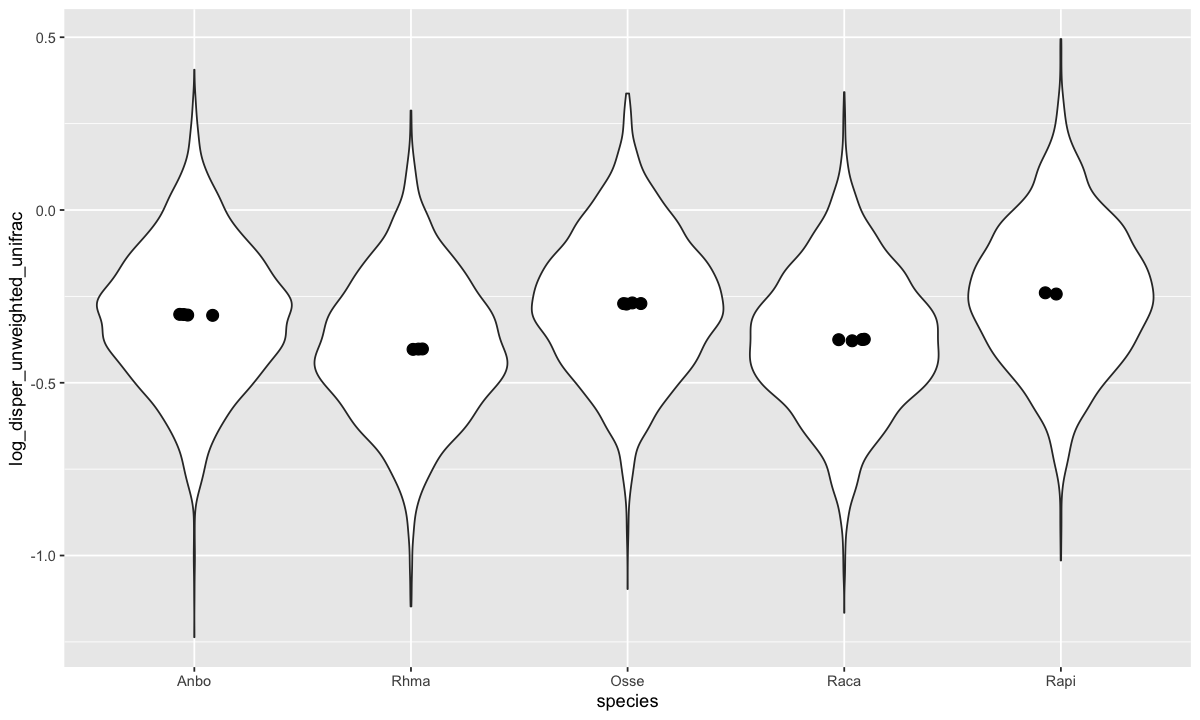 log_disper_unweighted_unifrac
0.5
0.0
-0.5
-1.0
Anbo Rhma Osse Raca Rapi
species